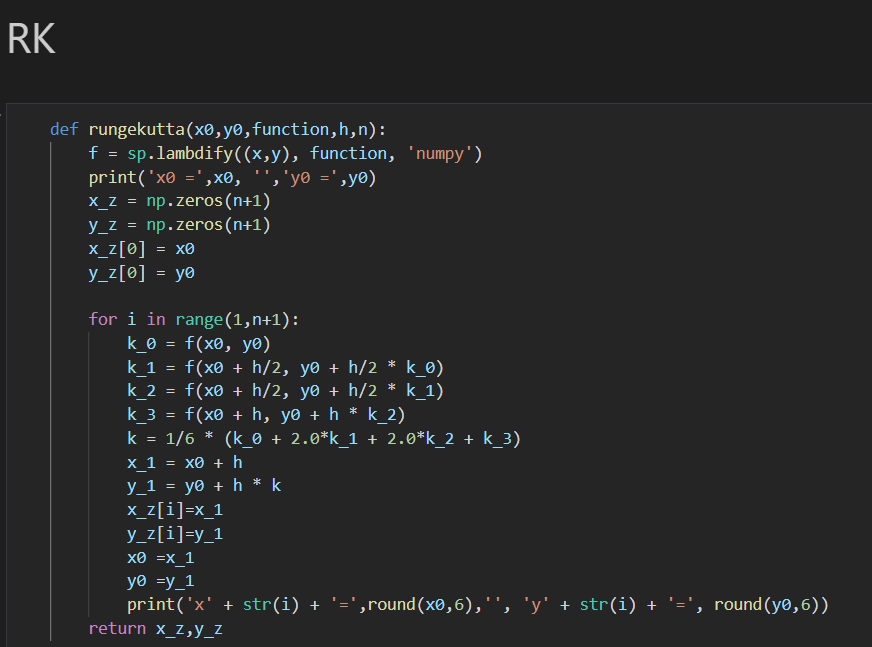 RK
def rungekutta(x0,y0,function,h,n):
    f = sp.lambdify((x,y), function, 'numpy')
    print('x0 =',x0, '','y0 =',y0)
    x_z = np.zeros(n+1)
    y_z = np.zeros(n+1)
    x_z[0] = x0
    y_z[0] = y0
    for i in range(1,n+1):
        k_0 = f(x0, y0)
        k_1 = f(x0 + h/2, y0 + h/2 * k_0)
        k_2 = f(x0 + h/2, y0 + h/2 * k_1)
        k_3 = f(x0 + h, y0 + h * k_2)
        k = 1/6 * (k_0 + 2.0*k_1 + 2.0*k_2 + k_3)
        x_1 = x0 + h
        y_1 = y0 + h * k
        x_z[i]=x_1
        y_z[i]=y_1
        x0 =x_1
        y0 =y_1
        print('x' + str(i) + '=',round(x0,6),'', 'y' + str(i) + '=', round(y0,6))
    return x_z,y_z